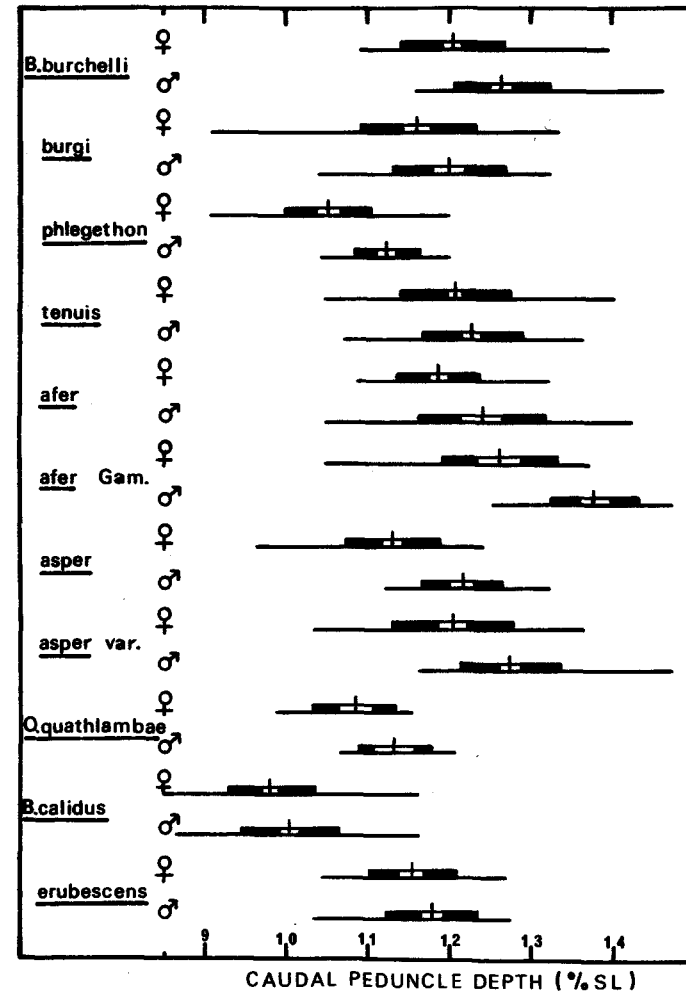 ♀
B.burchelli
♂
♀
burgi
♂
♀
phlegethon
♂
♀
tenuis
♂
♀
afer
♂
♀
afer Gam.
♂
♀
asper
♂
♀
asper var.
♂
♀
O.quathlambae
♂
♀
B.calidus
♂
♀
erubescens
♂
9 1,0 1,1 1,2 1,3 1,4
CAUDAL PEDUNCLE DEPTH (% SL)